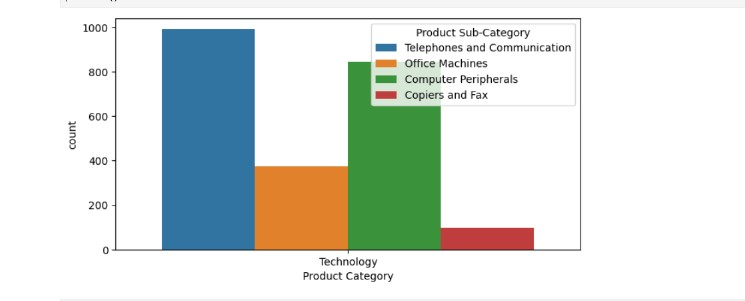 1000
800
600
400
200
0
count
Product Sub-Category
Telephones and Communication
Office Machines
Computer Peripherals
Copiers and Fax
Technology
Product Category